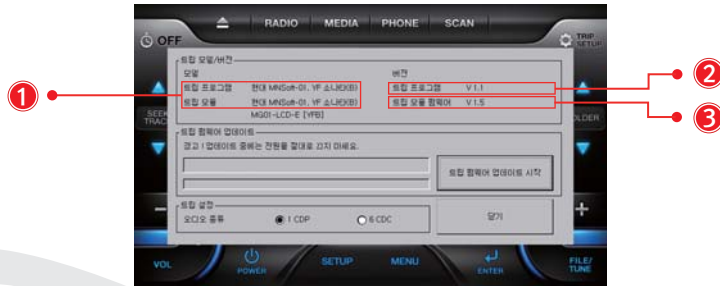 RADIO MEDIA PHONE SCAN
OFF
TRIP
SETUP
트립 모델/버전
모델 버전
트립 프로그램 현대 MNSoft-01, YF 소나타(B) 트립 프로그램 V 1.1
트립 모듈 현대 MNSoft-01, YF 소나타(B) 트립 모듈 펌웨어 V 1.5
MG01-LCD-E [YFB]
1
2
3
SEEK
TRAC
OLDER
트립 펌웨어 업데이트
경고 ! 업데이트 중에는 전원을 절대로 끄지 마세요.
트립 펌웨어 업데이트 시작
트립 설정
오디오 종류 1 CDP 6 CDC
닫기
VOL POWER SETUP MENU ENTER FILE/
TUNE